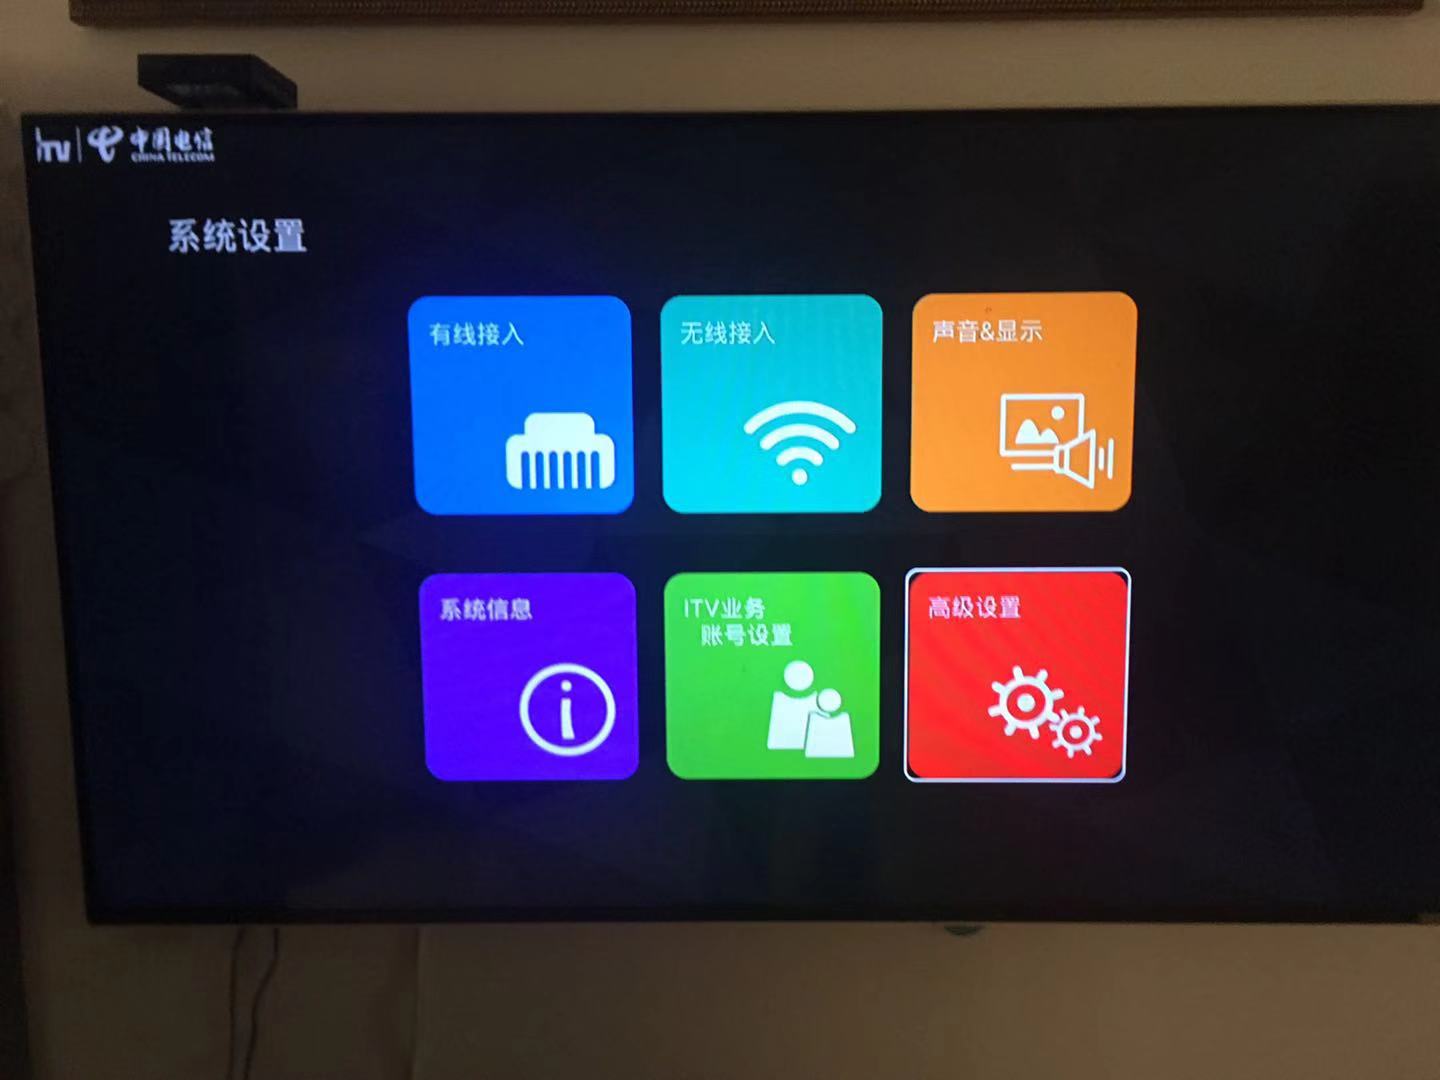 iTV 中国电信
CHINA TELECOM
系统设置
有线接入
无线接入
声音&显示
系统信息
ITV业务
账号设置
高级设置